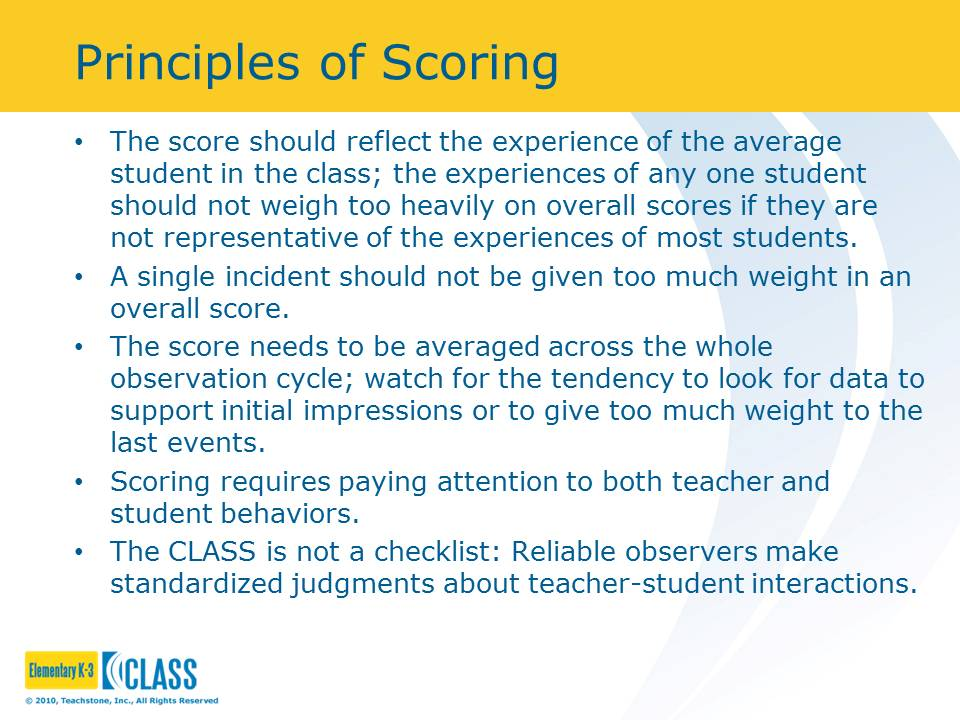 Principles of Scoring
• The score should reflect the experience of the average
student in the class; the experiences of any one student
should not weigh too heavily on overall scores if they are
not representative of the experiences of most students.
• A single incident should not be given too much weight in an
overall score.
• The score needs to be averaged across the whole
observation cycle; watch for the tendency to look for data to
support initial impressions or to give too much weight to the
last events.
• Scoring requires paying attention to both teacher and
student behaviors.
• The CLASS is not a checklist: Reliable observers make
standardized judgments about teacher-student interactions.
Elementary K-3 CLASS
© 2010, Teachstone, Inc., All Rights Reserved